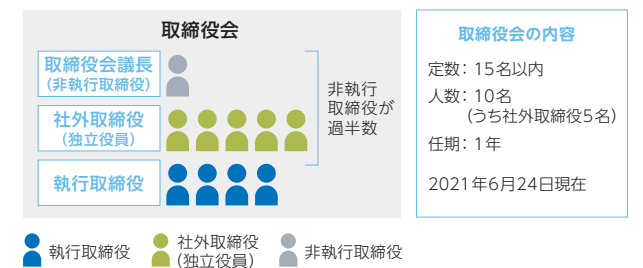 取締役会
取締役会議長
(非執行取締役)
社外取締役
(独立役員)
執行取締役
非執行
取締役が
過半数
取締役会の内容
定数：15名以内
人数：10名
(うち社外取締役5名)
任期：1年
2021年6月24日現在
執行取締役
社外取締役
(独立役員)
非執行取締役